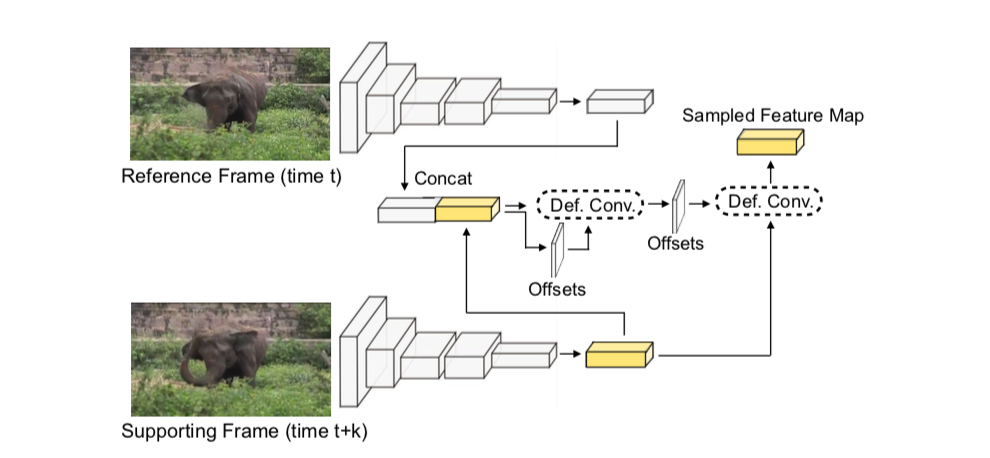 Sampled Feature Map
Reference Frame (time t)
Concat
Def. Conv.
Def. Conv.
Offsets
Offsets
Supporting Frame (time t+k)